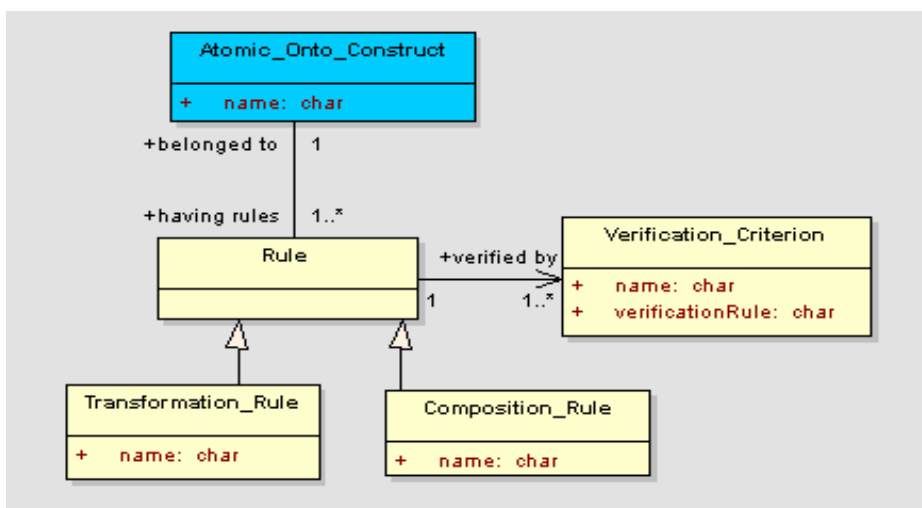 Atomic_Onto_Construct
+ name: char
+belonged to 1
+having rules 1..*
Rule
+verified by
1 1..*
Verification_Criterion
+ name: char
+ verificationRule: char
Transformation_Rule
+ name: char
Composition_Rule
+ name: char